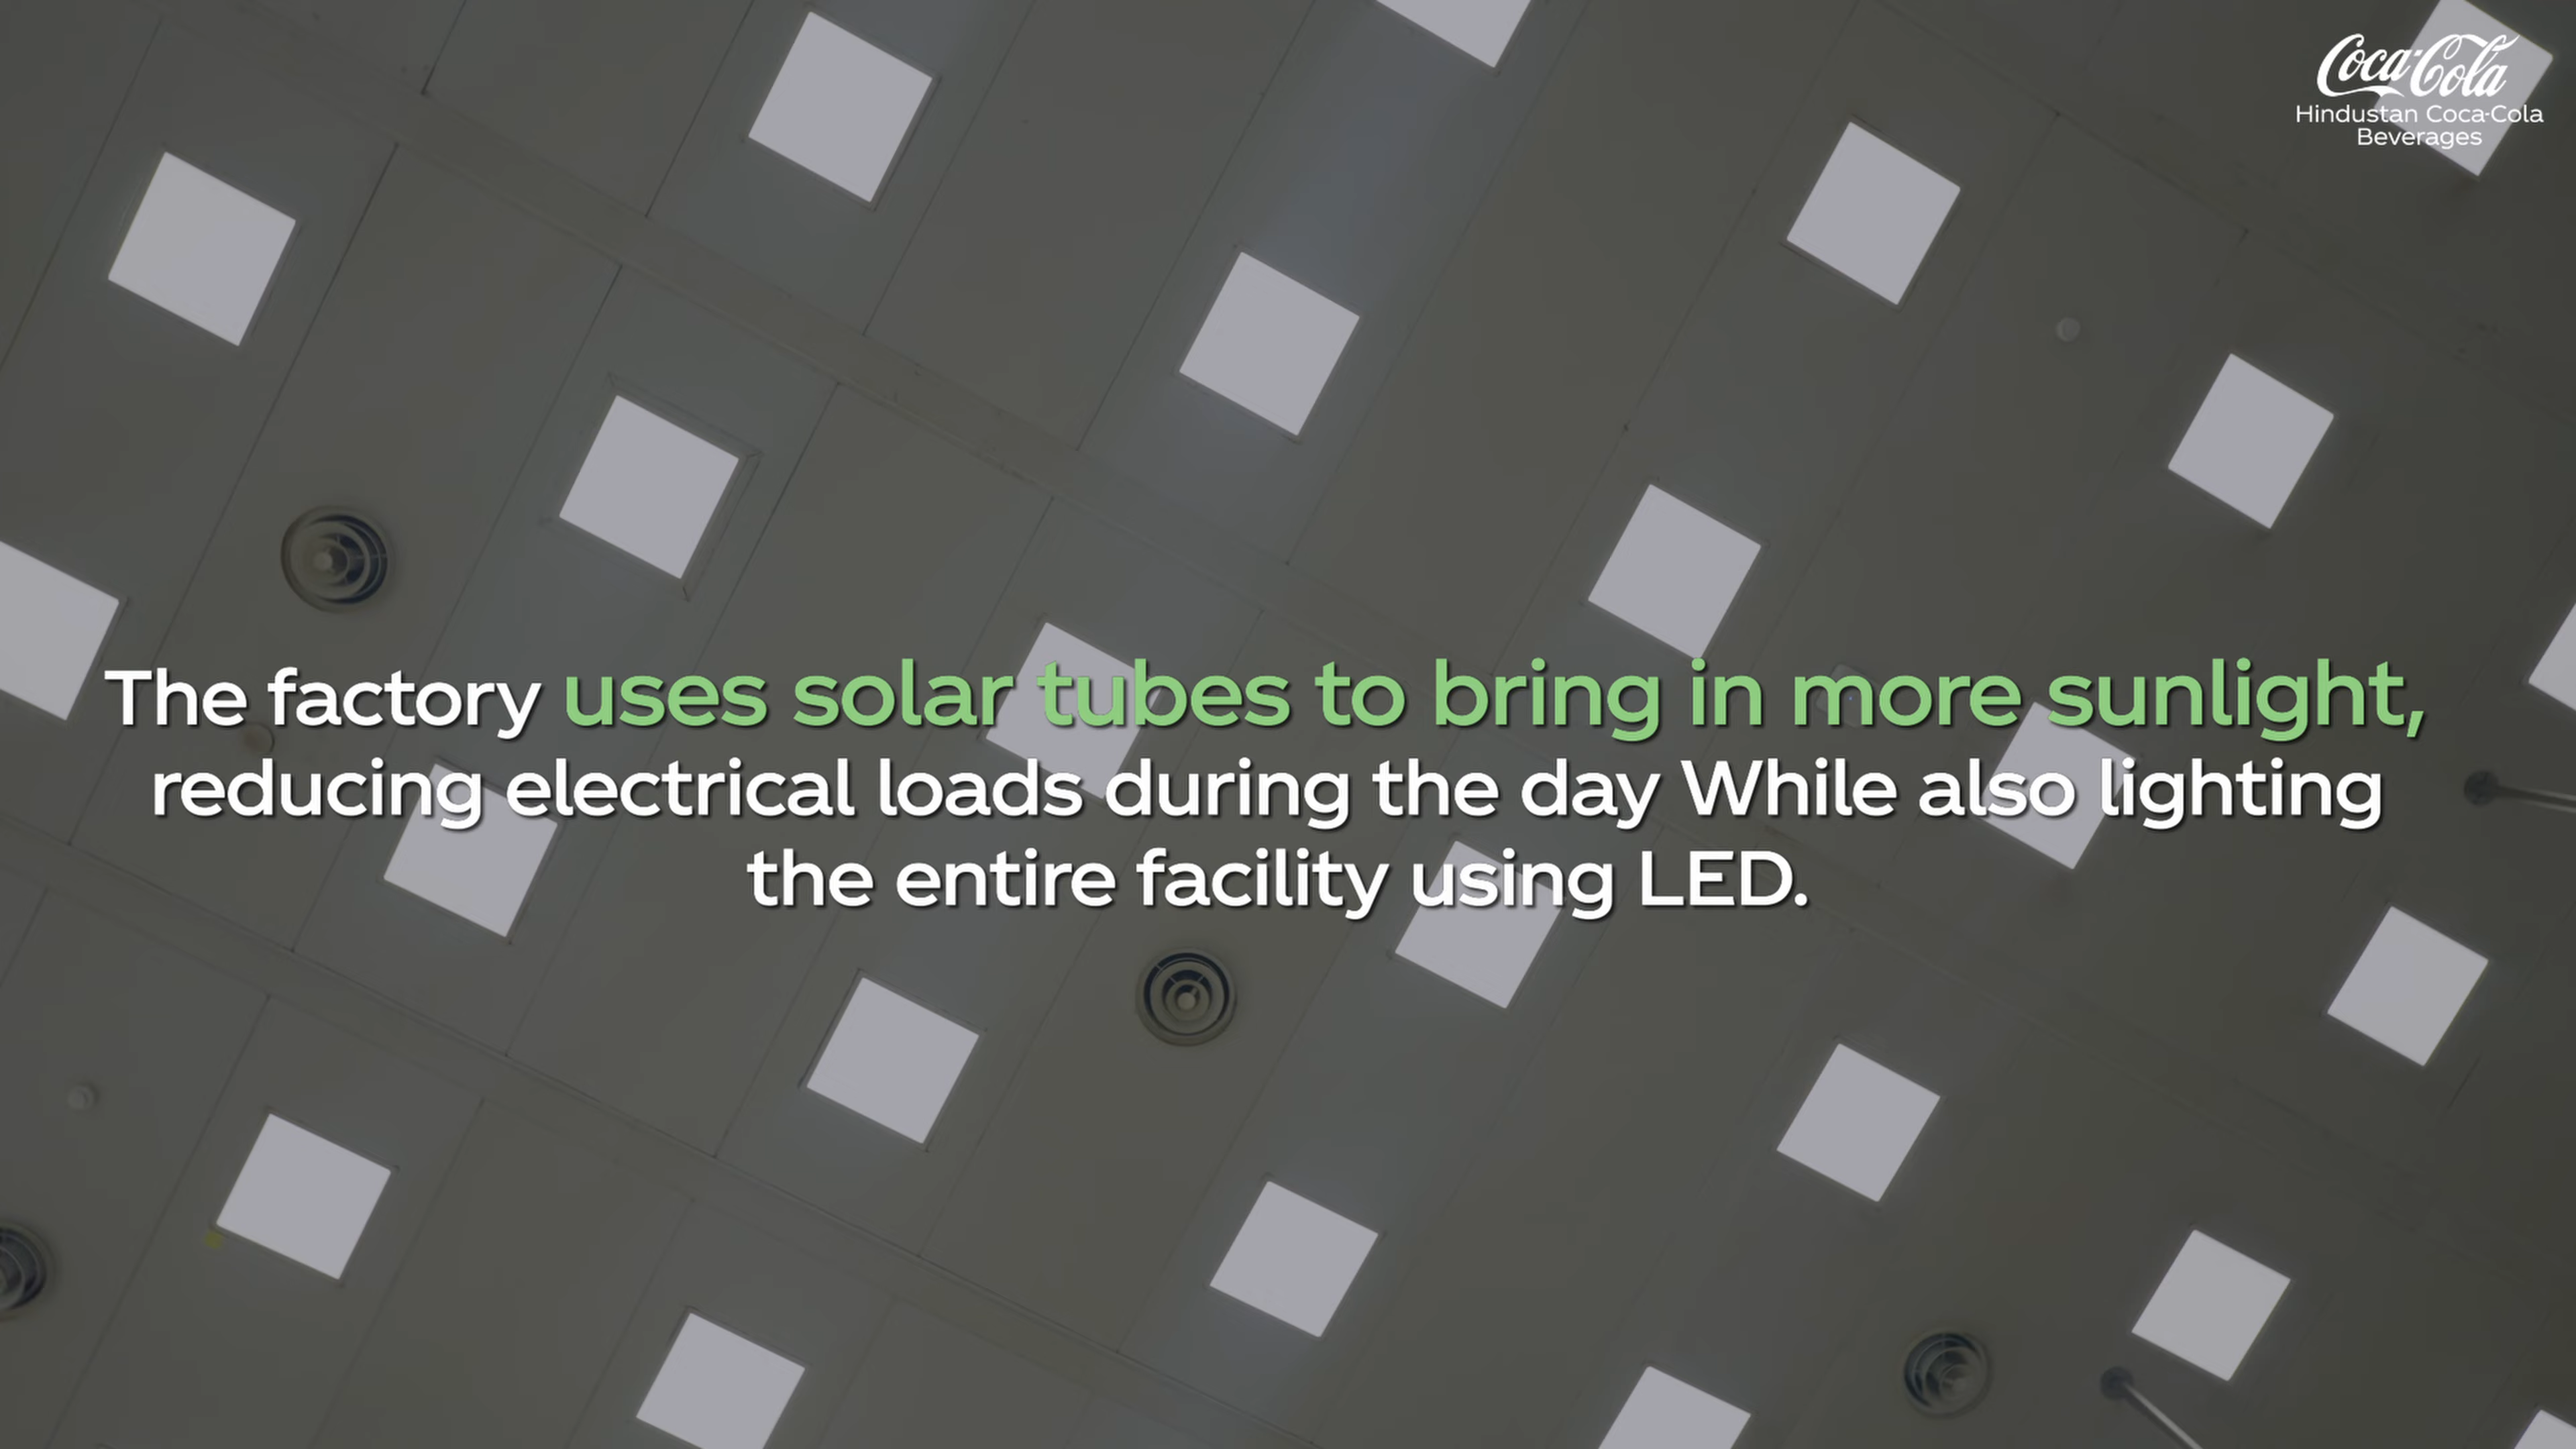 Coca-Cola
Hindustan Coca-Cola
Beverages
The factory uses solar tubes to bring in more sunlight,
reducing electrical loads during the day While also lighting
the entire facility using LED.